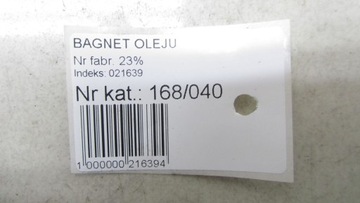 BAGNET OLEJU
Nr fabr. 23%
Indeks: 021639
Nr kat.: 168/040
1 000000 216394